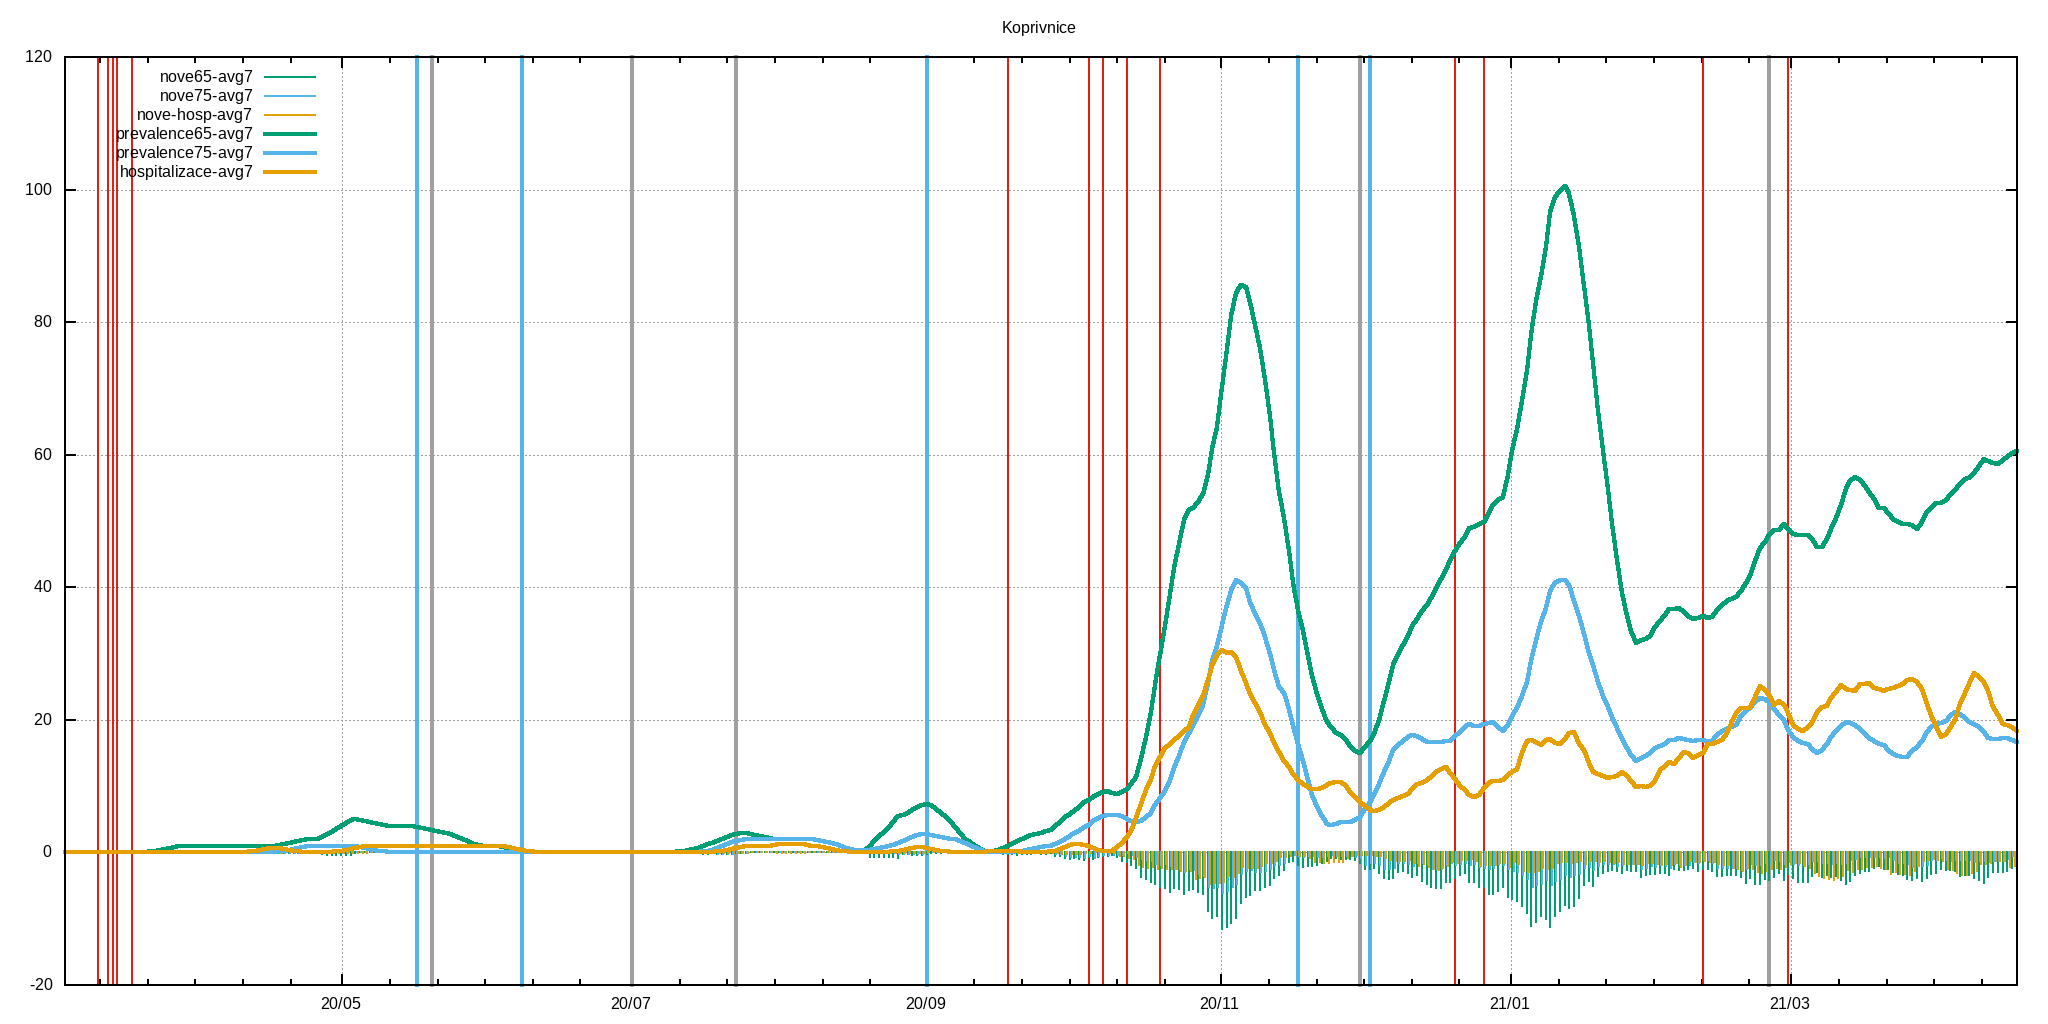 Koprivnice
120
100
80
60
40
20
0
-20
nove65-avg7
nove75-avg7
nove-hosp-avg7
prevalence65-avg7
prevalence75-avg7
hospitalizace-avg7
20/05 20/07 20/09 20/11 21/01 21/03